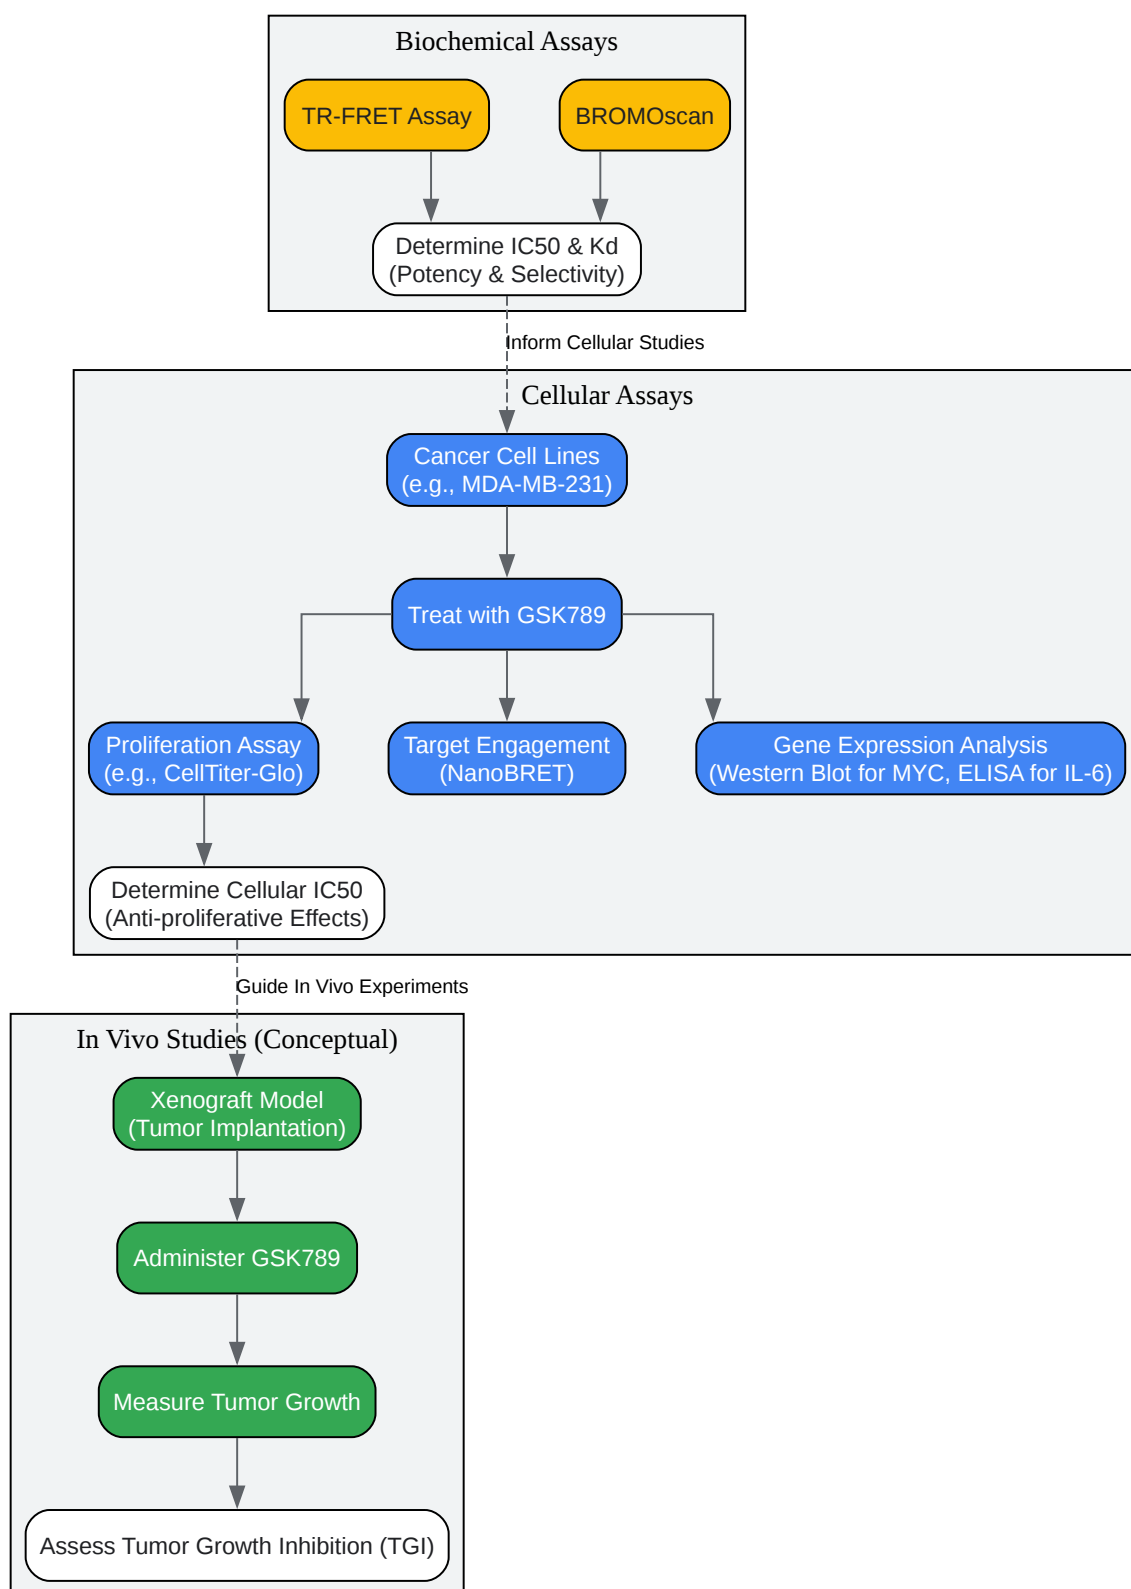 Biochemical Assays
TR-FRET Assay
BROMOscan
Determine IC50 & Kd
(Potency & Selectivity)
Inform Cellular Studies
Cellular Assays
Cancer Cell Lines
(e.g., MDA-MB-231)
Treat with GSK789
Proliferation Assay
(e.g., CellTiter-Glo)
Target Engagement
(NanoBRET)
Gene Expression Analysis
(Western Blot for MYC, ELISA for IL-6)
Determine Cellular IC50
(Anti-proliferative Effects)
Guide In Vivo Experiments
In Vivo Studies (Conceptual)
Xenograft Model
(Tumor Implantation)
Administer GSK789
Measure Tumor Growth
Assess Tumor Growth Inhibition (TGI)